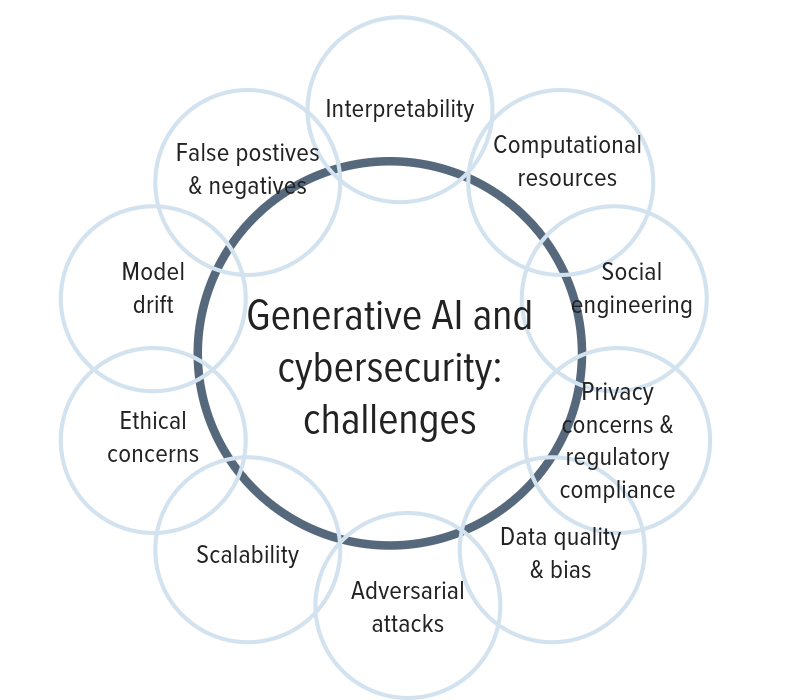 Interpretability
Computational
resources
Social
engineering
Privacy
concerns &
regulatory
compliance
Data quality
& bias
Adversarial
attacks
Scalability
Ethical
concerns
Model
drift
False postives
& negatives
Generative AI and
cybersecurity:
challenges